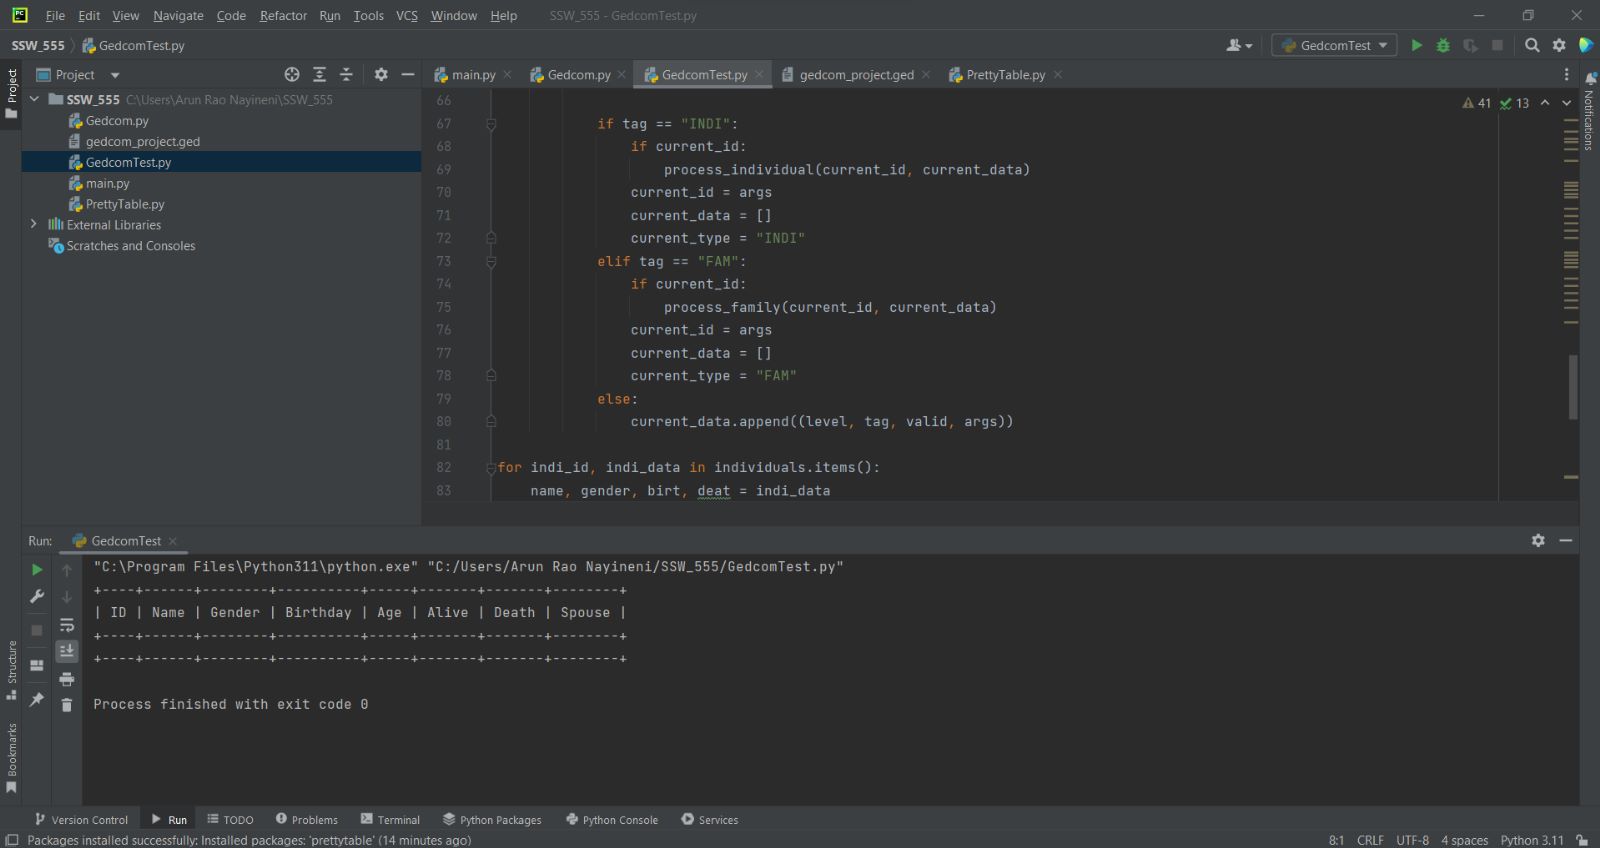 File Edit View Navigate Code Refactor Run Tools VCS Window Help SSW_555 - GedcomTest.py
SSW_555 GedcomTest.py GedcomTest
Project main.py Gedcom.py GedcomTest.py gedcom_project.ged PrettyTable.py
Project
Notifications
SSW_555 C:\Users\Arun Rao Nayineni\SSW_555
Gedcom.py
gedcom_project.ged
GedcomTest.py
main.py
PrettyTable.py
External Libraries
Scratches and Consoles
41 13
66
67 if tag == "INDI":
68 if current_id:
69 process_individual(current_id, current_data)
70 current_id = args
71 current_data = []
72 current_type = "INDI"
73 elif tag == "FAM":
74 if current_id:
75 process_family(current_id, current_data)
76 current_id = args
77 current_data = []
78 current_type = "FAM"
79 else:
80 current_data.append((level, tag, valid, args))
81
82 for indi_id, indi_data in individuals.items():
83 name, gender, birt, deat = indi_data
Run: GedcomTest
"C:\Program Files\Python311\python.exe" "C:/Users/Arun Rao Nayineni/SSW_555/GedcomTest.py"
+----+------+--------+----------+-----+-------+-------+--------+
| ID | Name | Gender | Birthday | Age | Alive | Death | Spouse |
+----+------+--------+----------+-----+-------+-------+--------+
+----+------+--------+----------+-----+-------+-------+--------+
Process finished with exit code 0
Structure
Bookmarks
Version Control Run TODO Problems Terminal Python Packages Python Console Services
Packages installed successfully: Installed packages: 'prettytable' (14 minutes ago) 8:1 CRLF UTF-8 4 spaces Python 3.11